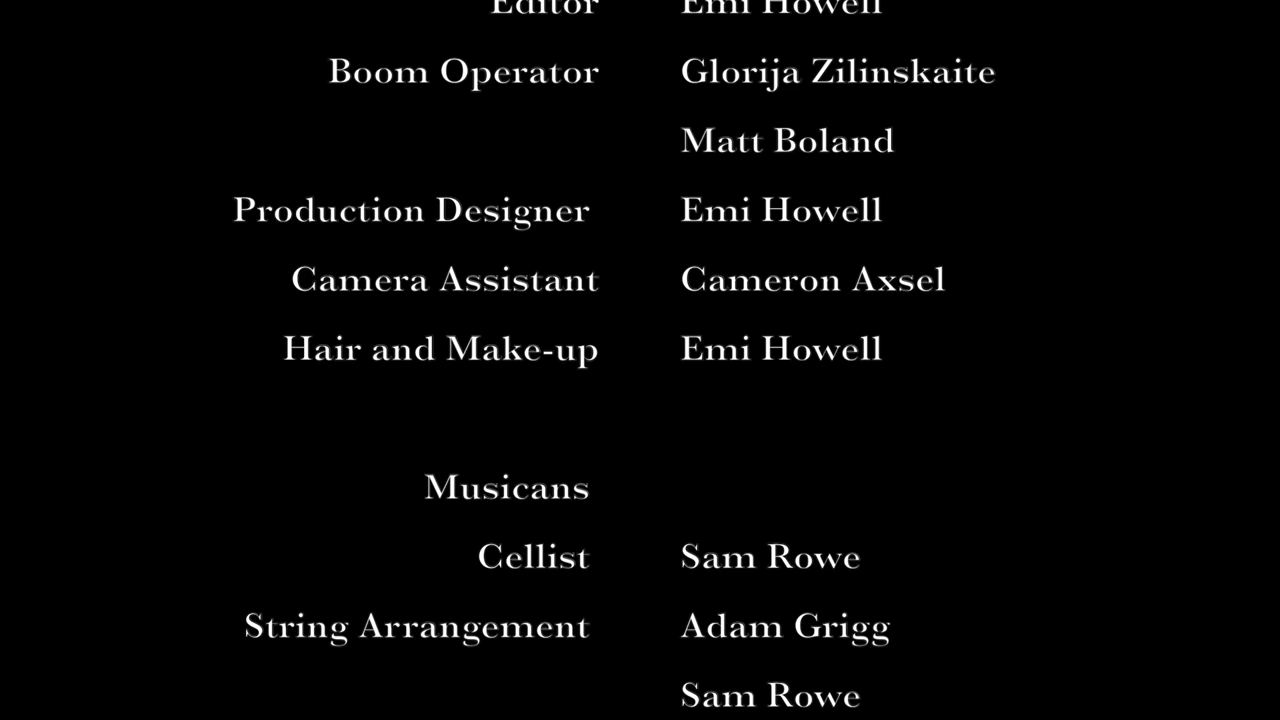 Editor Emi Howell
Boom Operator Glorija Zilinskaite
Matt Boland
Production Designer Emi Howell
Camera Assistant Cameron Axsel
Hair and Make-up Emi Howell
Musicans
Cellist Sam Rowe
String Arrangement Adam Grigg
Sam Rowe